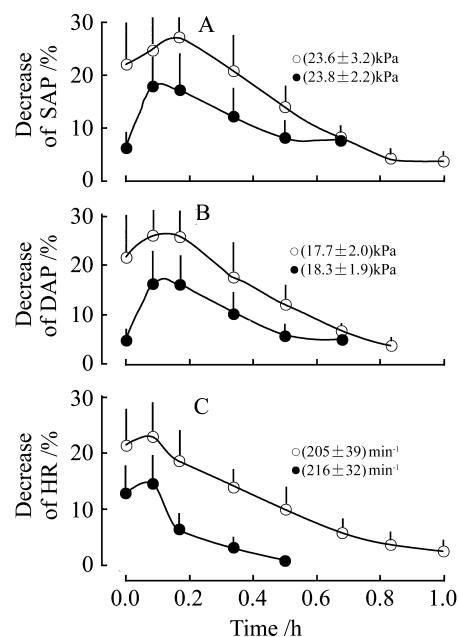 A
30
20
10
0
Decrease
of SAP /%
(23.6±3.2)kPa
(23.8±2.2)kPa
B
30
20
10
0
Decrease
of DAP /%
(17.7±2.0)kPa
(18.3±1.9)kPa
C
30
20
10
0
Decrease
of HR /%
(205±39) min⁻¹
(216±32) min⁻¹
0.0 0.2 0.4 0.6 0.8 1.0
Time /h